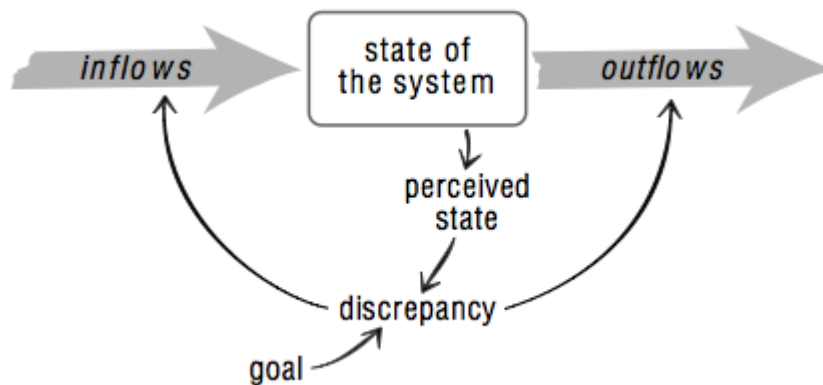 inflows
state of
the system
outflows
perceived
state
discrepancy
goal